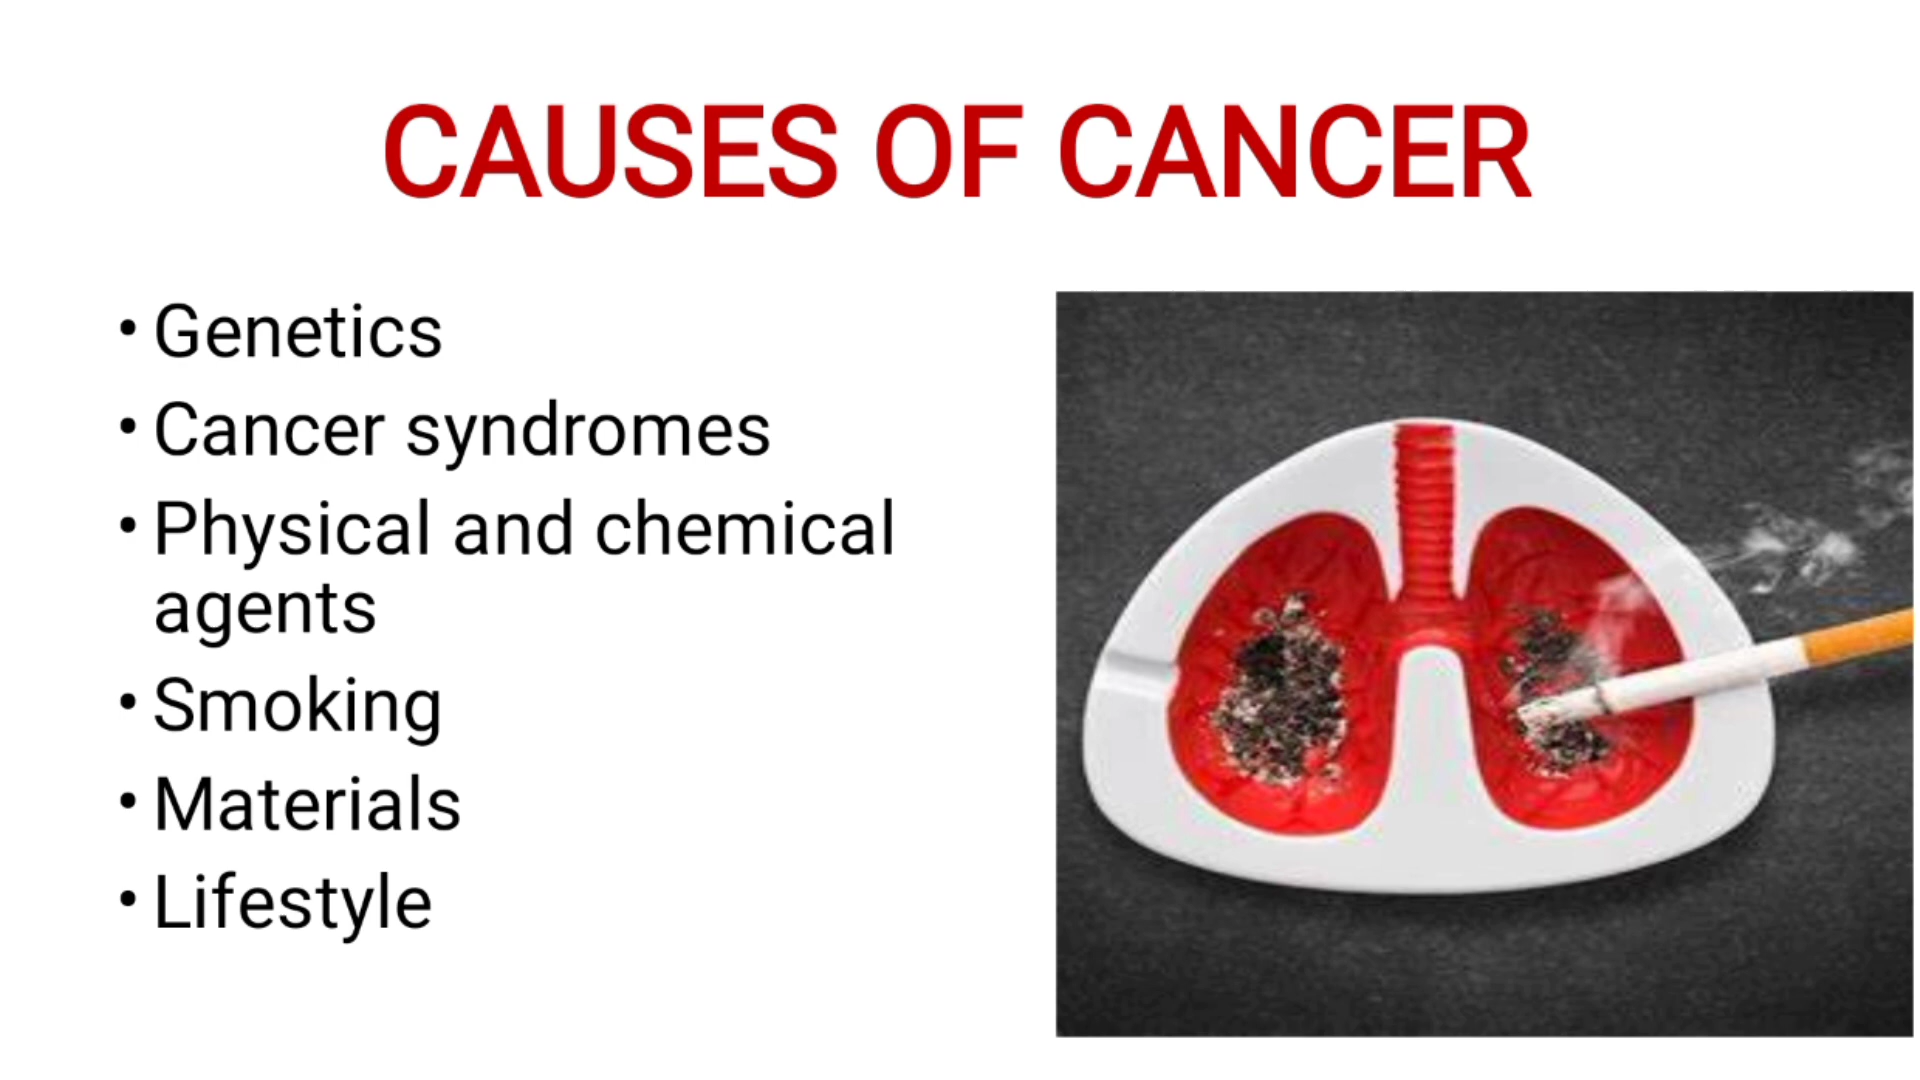 CAUSES OF CANCER
• Genetics
• Cancer syndromes
• Physical and chemical
agents
• Smoking
• Materials
• Lifestyle